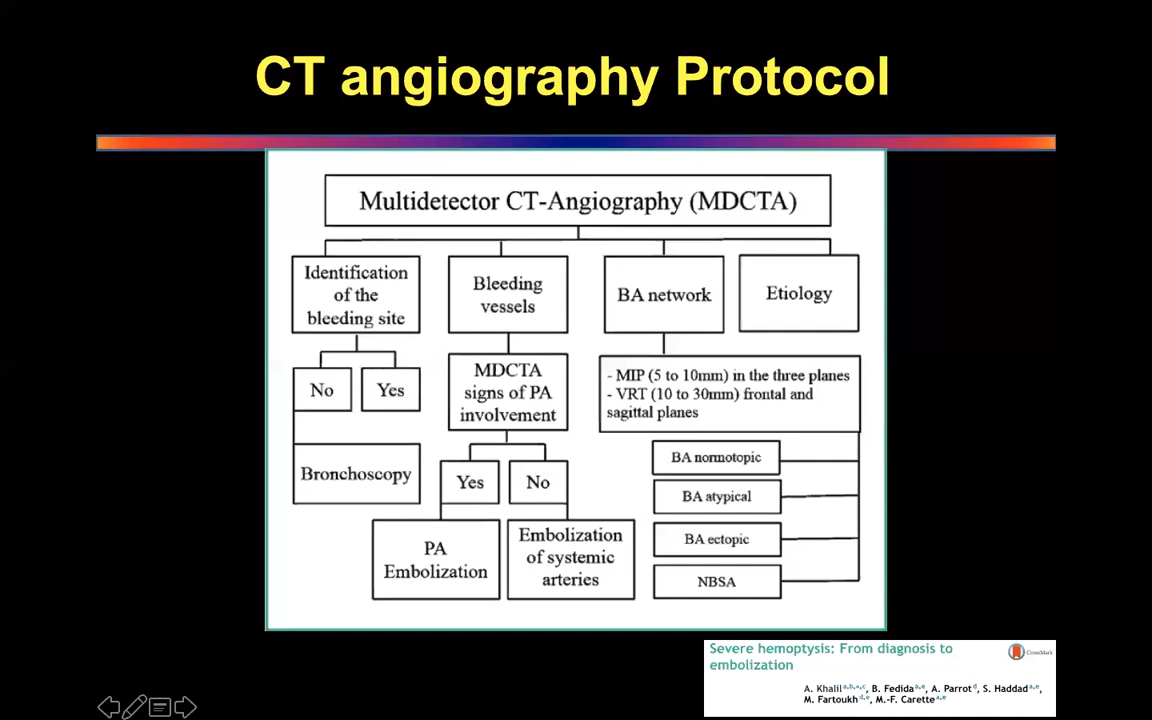 CT angiography Protocol
Multidetector CT-Angiography (MDCTA)
Identification
of the
bleeding site
No
Yes
Bronchoscopy
Bleeding
vessels
MDCTA
signs of PA
involvement
Yes
No
PA
Embolization
Embolization
of systemic
arteries
BA network
- MIP (5 to 10mm) in the three planes
- VRT (10 to 30mm) frontal and
sagittal planes
BA normotopic
BA atypical
BA ectopic
NBSA
Etiology
Severe hemoptysis: From diagnosis to
embolization
CrossMark
A. Khalil a,b,*,c, B. Fedida a,e, A. Parrot d, S. Haddad a,e,
M. Fartoukh d,e, M.-F. Carette a,e